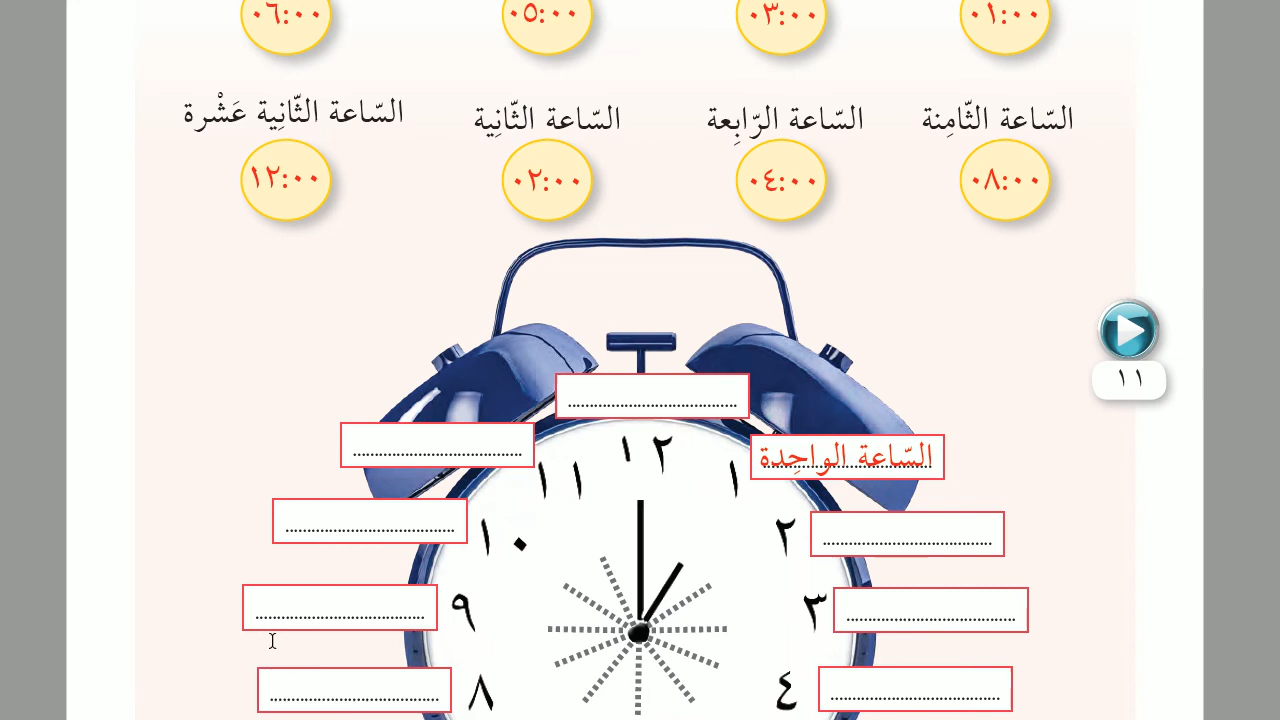 ٠١:٠٠ ٠٣:٠٠ ٠٥:٠٠ ٠٦:٠٠
السّاعة الثّامِنة السّاعة الرّابِعة السّاعة الثّانِية السّاعة الثّانِية عَشْرة
٠٨:٠٠ ٠٤:٠٠ ٠٢:٠٠ ١٢:٠٠
١١
السّاعة الواحِدة
١٢
١
٢
٣
٤
٨
٩
١٠
١١